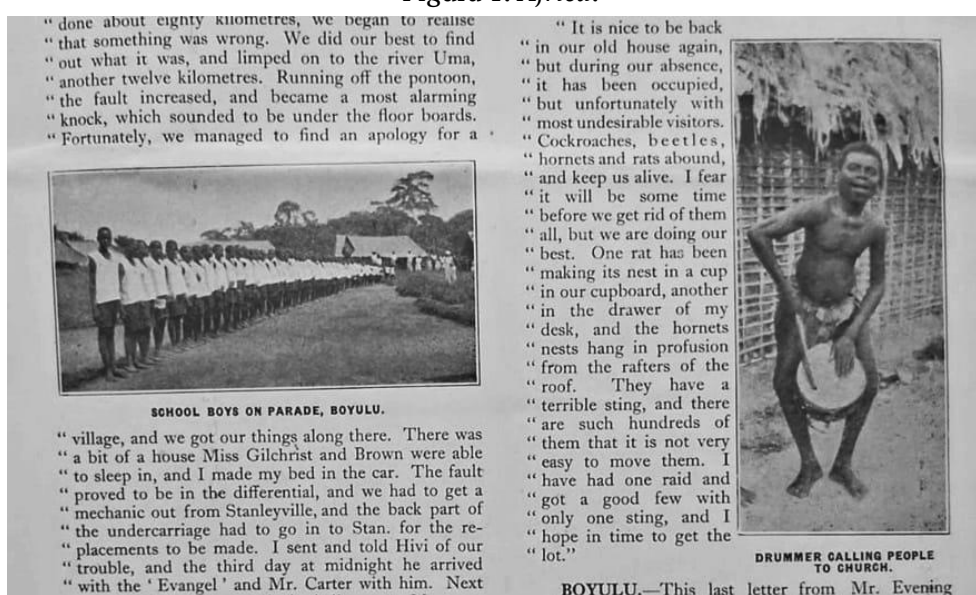 Figure 1. Africa.
“ done about eighty kilometres, we began to realise
“ that something was wrong. We did our best to find
“ out what it was, and limped on to the river Uma,
“ another twelve kilometres. Running off the pontoon,
“ the fault increased, and became a most alarming
“ knock, which sounded to be under the floor boards.
“ Fortunately, we managed to find an apology for a
SCHOOL BOYS ON PARADE, BOYULU.
“ village, and we got our things along there. There was
“ a bit of a house Miss Gilchrist and Brown were able
“ to sleep in, and I made my bed in the car. The fault
“ proved to be in the differential, and we had to get a
“ mechanic out from Stanleyville, and the back part of
“ the undercarriage had to go in to Stan. for the re-
“ placements to be made. I sent and told Hivi of our
“ trouble, and the third day at midnight he arrived
“ with the ‘ Evangel ’ and Mr. Carter with him. Next
“ It is nice to be back
“ in our old house again,
“ but during our absence,
“ it has been occupied,
“ but unfortunately with
“ most undesirable visitors.
“ Cockroaches, beetles,
“ hornets and rats abound,
“ and keep us alive. I fear
“ it will be some time
“ before we get rid of them
“ all, but we are doing our
“ best. One rat has been
“ making its nest in a cup
“ in our cupboard, another
“ in the drawer of my
“ desk, and the hornets
“ nests hang in profusion
“ from the rafters of the
“ roof. They have a
“ terrible sting, and there
“ are such hundreds of
“ them that it is not very
“ easy to move them. I
“ have had one raid and
“ got a good few with
“ only one sting, and I
“ hope in time to get the
“ lot.”
DRUMMER CALLING PEOPLE
TO CHURCH.
BOYULU.—This last letter from Mr. Evening